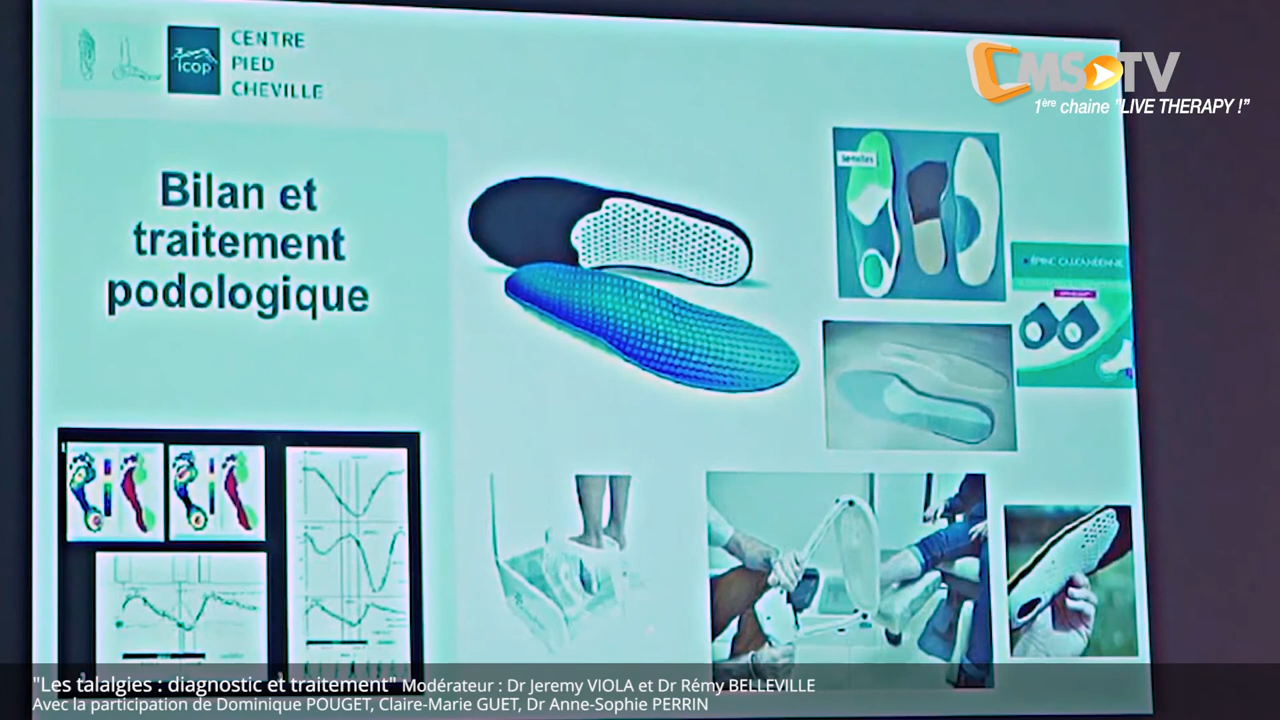 CENTRE
PIED
CHEVILLE
icop
CMS TV
1ère chaine "LIVE THERAPY !"
Bilan et
traitement
podologique
Semelles
ÉPINE CALCANÉENNE
"Les talalgies : diagnostic et traitement" Modérateur : Dr Jeremy VIOLA et Dr Rémy BELLEVILLE
Avec la participation de Dominique POUGET, Claire-Marie GUET, Dr Anne-Sophie PERRIN